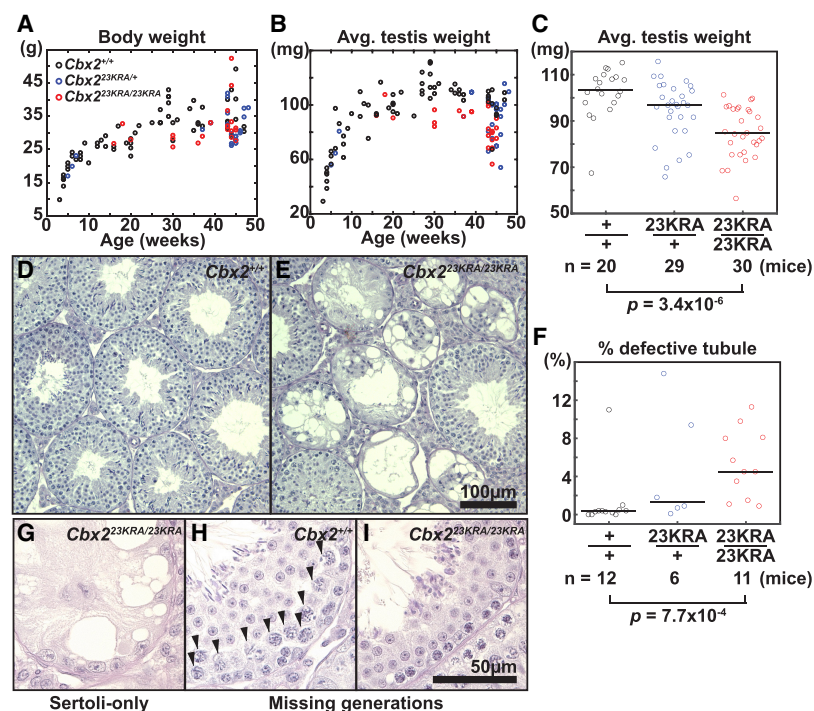 A Body weight
(g)
Cbx2+/+
Cbx223KRA/+
Cbx223KRA/23KRA
45
35
25
15
5
0 10 20 30 40 50
Age (weeks)
B Avg. testis weight
(mg)
100
60
20
0 10 20 30 40 50
Age (weeks)
C Avg. testis weight
(mg)
110
90
70
50
+ 23KRA 23KRA
+ + 23KRA
n = 20 29 30 (mice)
p = 3.4x10-6
D Cbx2+/+
E Cbx223KRA/23KRA
100µm
F % defective tubule
(%)
12
8
4
0
+ 23KRA 23KRA
+ + 23KRA
n = 12 6 11 (mice)
p = 7.7x10-4
G Cbx223KRA/23KRA
H Cbx2+/+
I Cbx223KRA/23KRA
50µm
Sertoli-only Missing generations